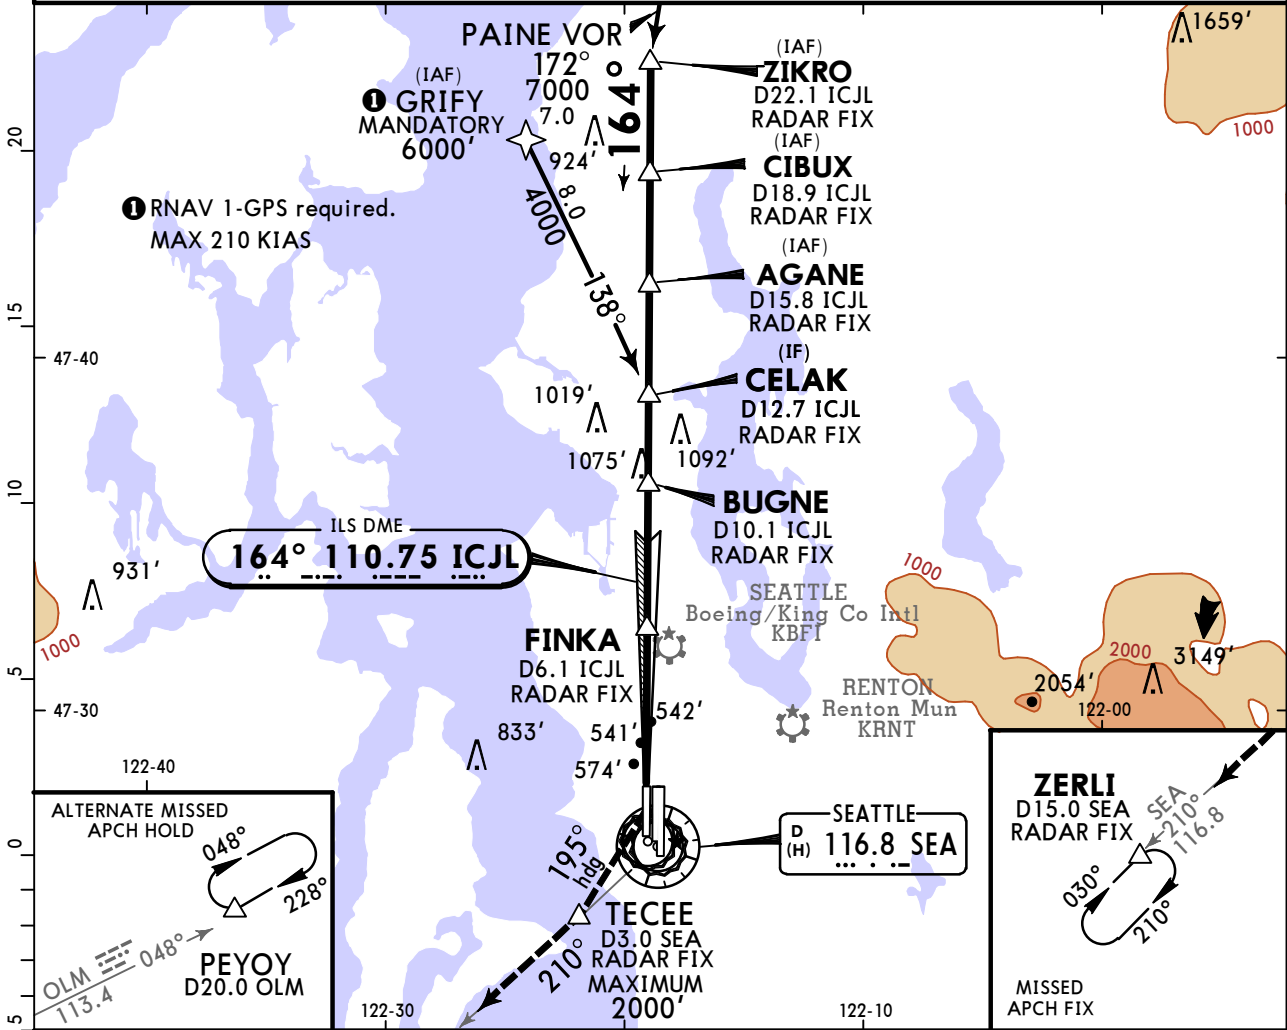 PAINE VOR
172°
7000
7.0
(IAF)
❶ GRIFY
MANDATORY
6000'
924'
164°
(IAF)
ZIKRO
D22.1 ICJL
RADAR FIX
(IAF)
CIBUX
D18.9 ICJL
RADAR FIX
(IAF)
AGANE
D15.8 ICJL
RADAR FIX
(IF)
CELAK
D12.7 ICJL
RADAR FIX
BUGNE
D10.1 ICJL
RADAR FIX
1659'
1000
❶ RNAV 1-GPS required.
MAX 210 KIAS
8.0
4000
138°
20
15
47-40
10
5
47-30
0
5
1019'
1075'
1092'
ILS DME
164° 110.75 ICJL
931'
1000
SEATTLE
Boeing/King Co Intl
KBFI
FINKA
D6.1 ICJL
RADAR FIX
RENTON
Renton Mun
KRNT
1000
2000
3149'
2054'
122-00
542'
541'
574'
833'
122-40
ALTERNATE MISSED
APCH HOLD
048°
228°
048°
OLM
113.4
PEYOY
D20.0 OLM
195°
hdg
SEATTLE
D
(H)
116.8 SEA
TECEE
D3.0 SEA
RADAR FIX
MAXIMUM
2000'
210°
122-30
122-10
ZERLI
D15.0 SEA
RADAR FIX
SEA
210°
116.8
030°
210°
MISSED
APCH FIX